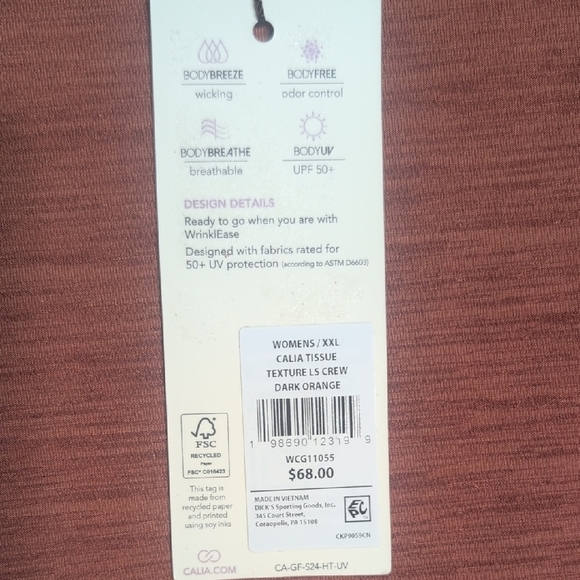 BODYBREEZE
wicking
BODYFREE
odor control
BODYBREATHE
breathable
BODYUV
UPF 50+
DESIGN DETAILS
Ready to go when you are with
WrinklEase
Designed with fabrics rated for
50+ UV protection (according to ASTM D6603)
WOMENS / XXL
CALIA TISSUE
TEXTURE LS CREW
DARK ORANGE
1 98690 12319 9
WCG11055
$68.00
MADE IN VIETNAM
DICK'S Sporting Goods, Inc.
345 Court Street,
Coraopolis, PA 15108
CKP9059CN
FSC
RECYCLED
Paper
FSC® C016423
This tag is
made from
recycled paper
and printed
using soy inks
CALIA.COM
CA-GF-S24-HT-UV